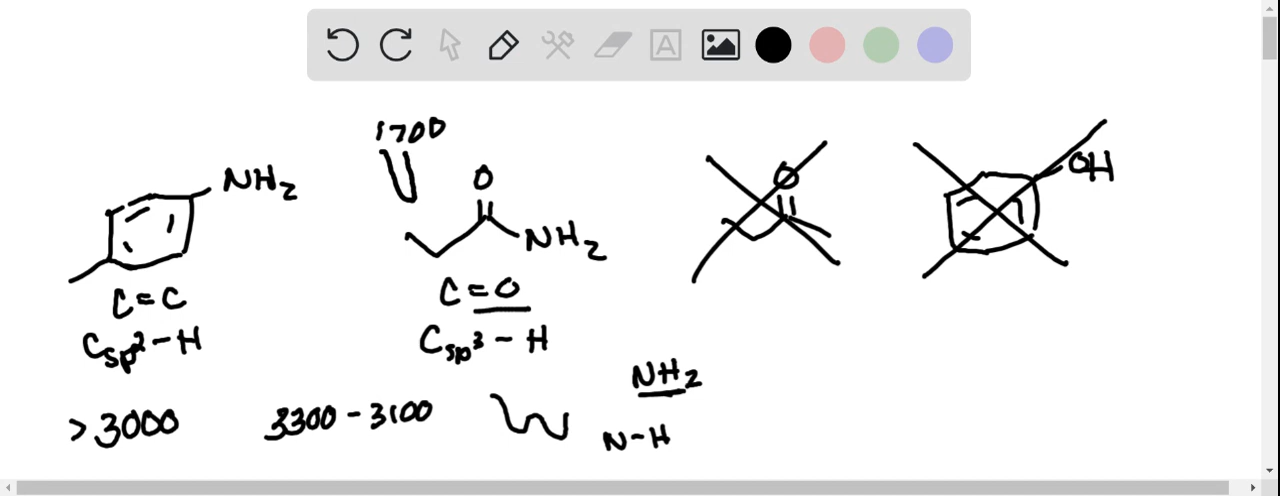 1700
NH2
O
NH2
O
OH
C=C
Csp2-H
C=O
Csp3-H
NH2
>3000
3300-3100
N-H
A